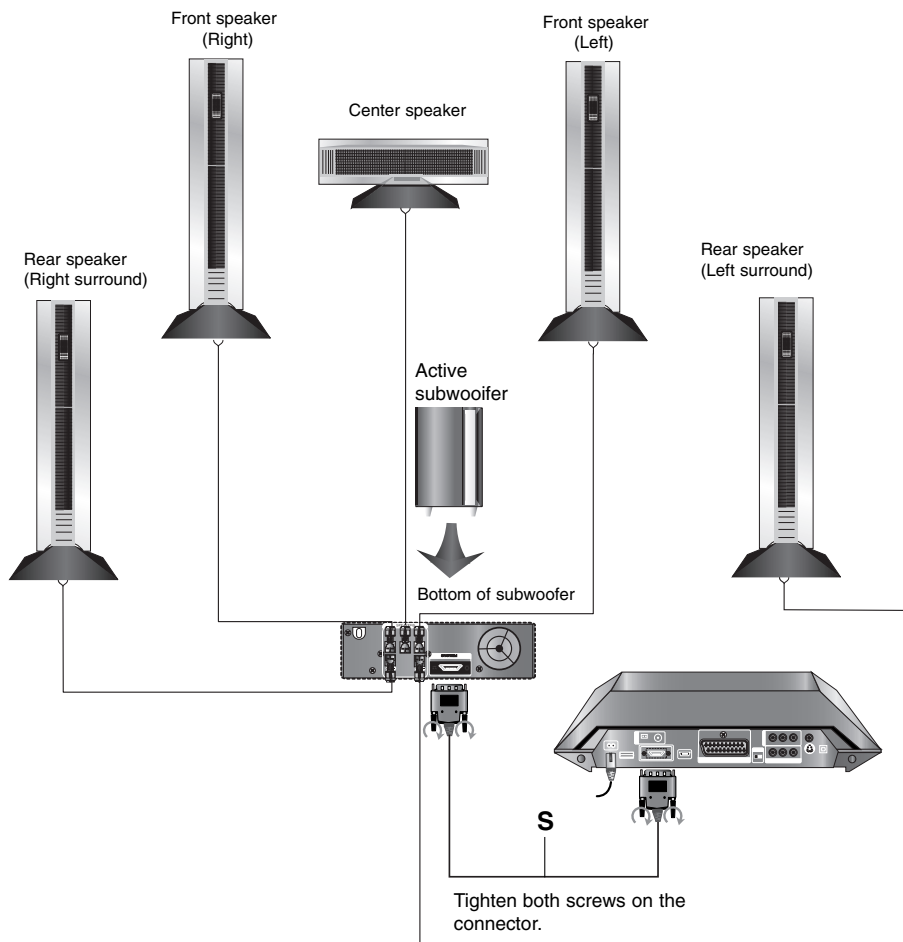 Front speaker
(Right)
Front speaker
(Left)
Center speaker
Rear speaker
(Right surround)
Rear speaker
(Left surround)
Active
subwooifer
Bottom of subwoofer
S
Tighten both screws on the
connector.